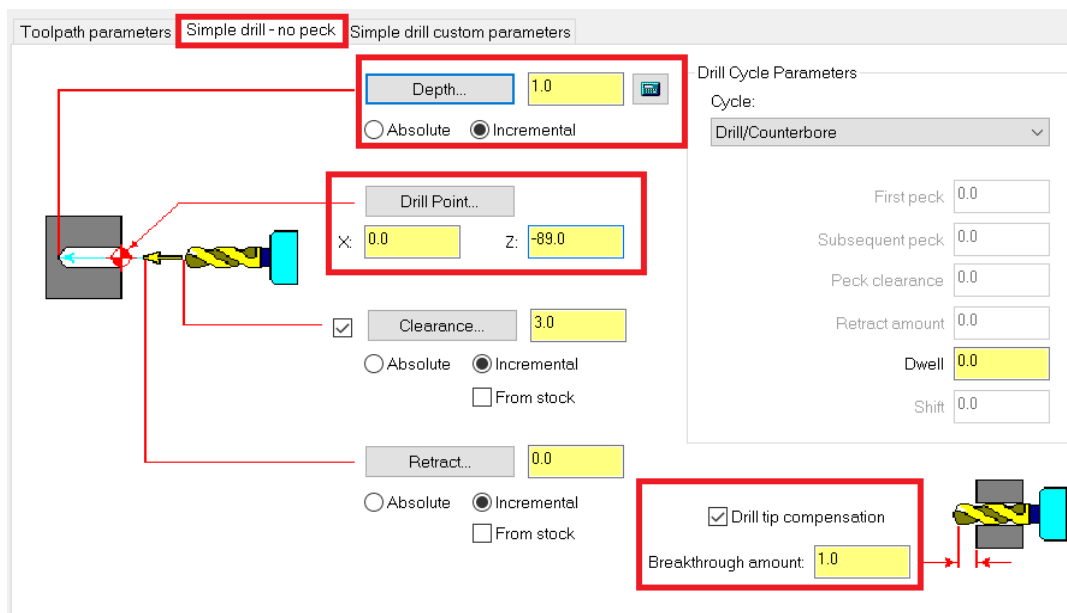 Toolpath parameters Simple drill - no peck Simple drill custom parameters
Depth... 1.0
Absolute Incremental
Drill Point...
X: 0.0 Z: -89.0
Clearance... 3.0
Absolute Incremental
From stock
Retract... 0.0
Absolute Incremental
From stock
Drill Cycle Parameters
Cycle:
Drill/Counterbore
First peck 0.0
Subsequent peck 0.0
Peck clearance 0.0
Retract amount 0.0
Dwell 0.0
Shift 0.0
Drill tip compensation
Breakthrough amount: 1.0